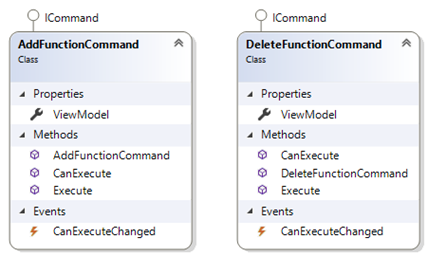 ICommand
AddFunctionCommand
Class
Properties
ViewModel
Methods
AddFunctionCommand
CanExecute
Execute
Events
CanExecuteChanged
ICommand
DeleteFunctionCommand
Class
Properties
ViewModel
Methods
CanExecute
DeleteFunctionCommand
Execute
Events
CanExecuteChanged